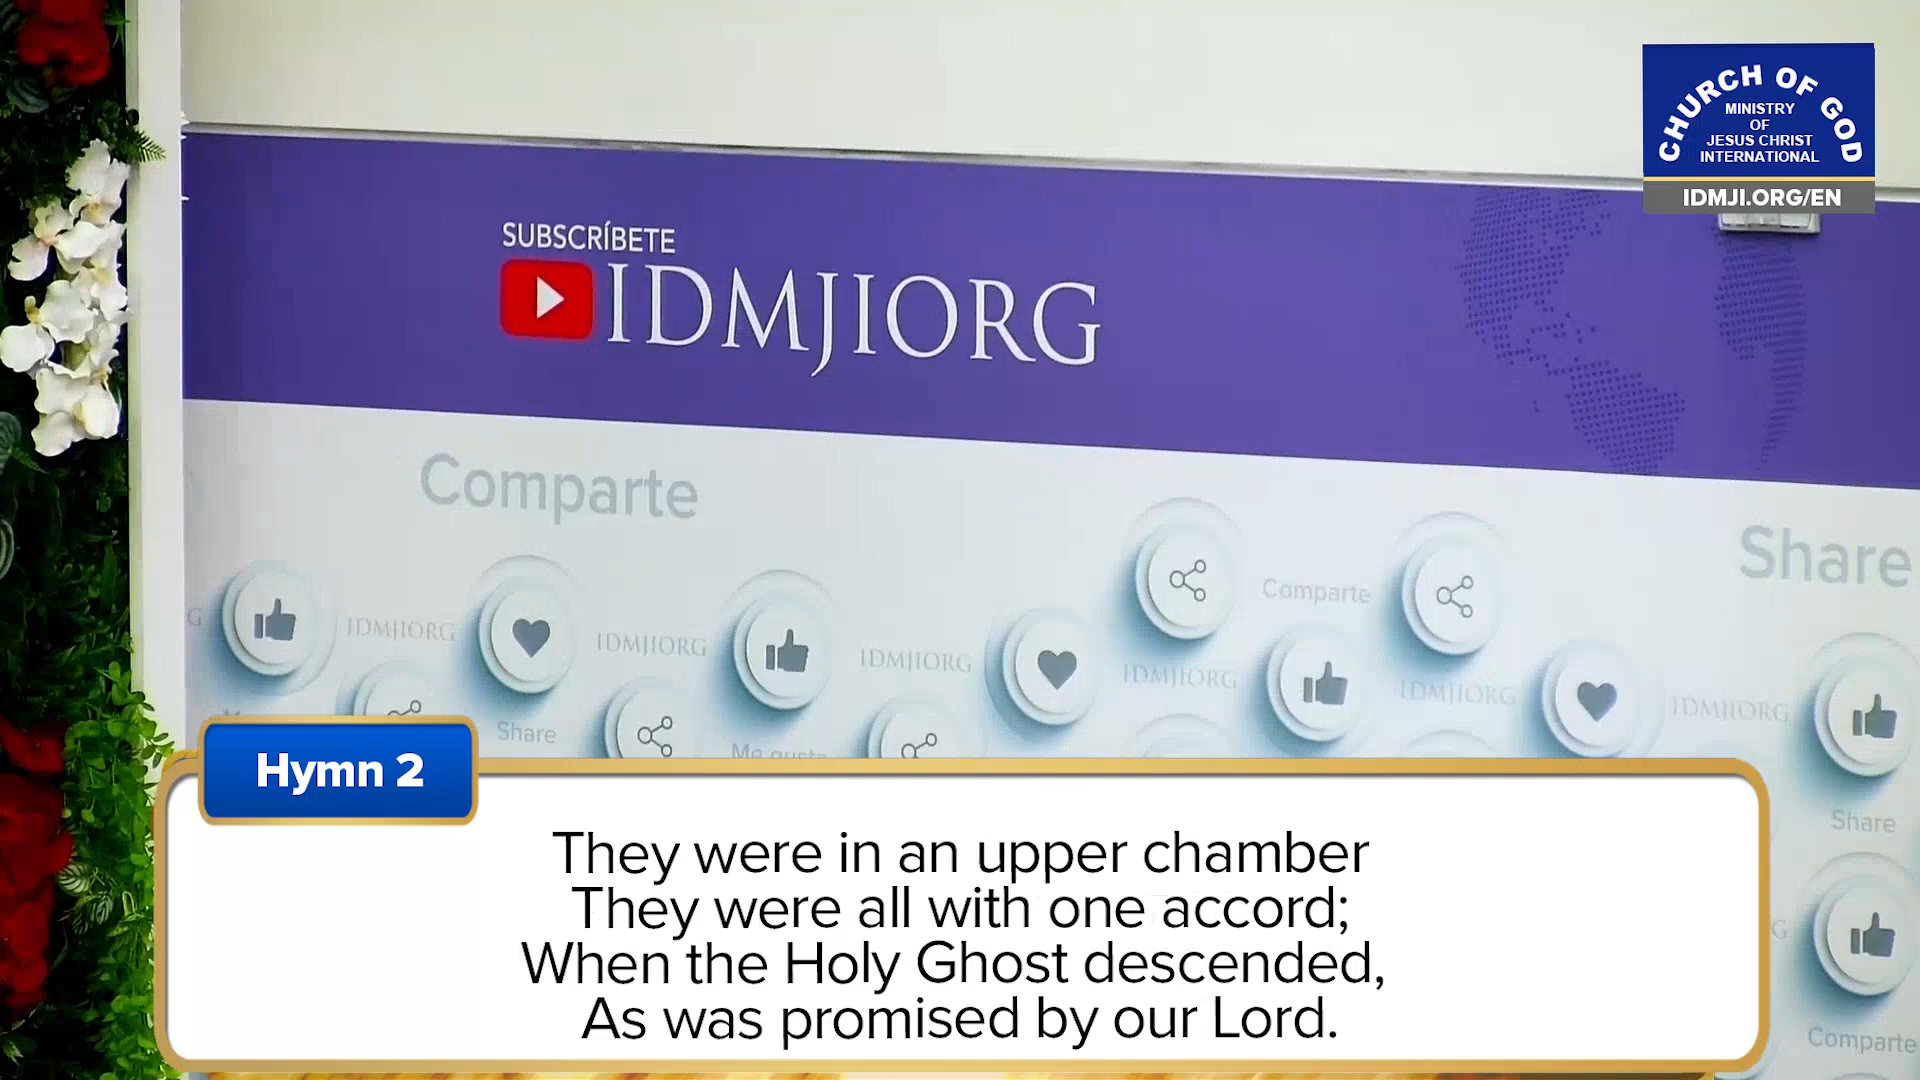 CHURCH OF GOD
MINISTRY
OF
JESUS CHRIST
INTERNATIONAL
IDMJI.ORG/EN
SUBSCRÍBETE
IDMJIORG
Comparte
Share
Comparte
G
IDMJIORG
IDMJIORG
IDMJIORG
IDMJIORG
IDMJIORG
IDMJIORG
Share
Me gusta
Share
G
Comparte
Hymn 2
They were in an upper chamber
They were all with one accord;
When the Holy Ghost descended,
As was promised by our Lord.